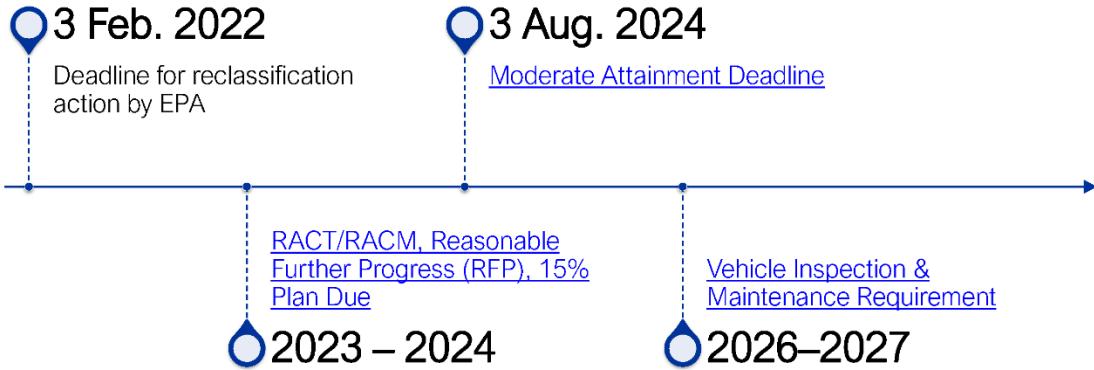 3 Feb. 2022
Deadline for reclassification
action by EPA
3 Aug. 2024
Moderate Attainment Deadline
RACT/RACM, Reasonable
Further Progress (RFP), 15%
Plan Due
2023 – 2024
Vehicle Inspection &
Maintenance Requirement
2026–2027